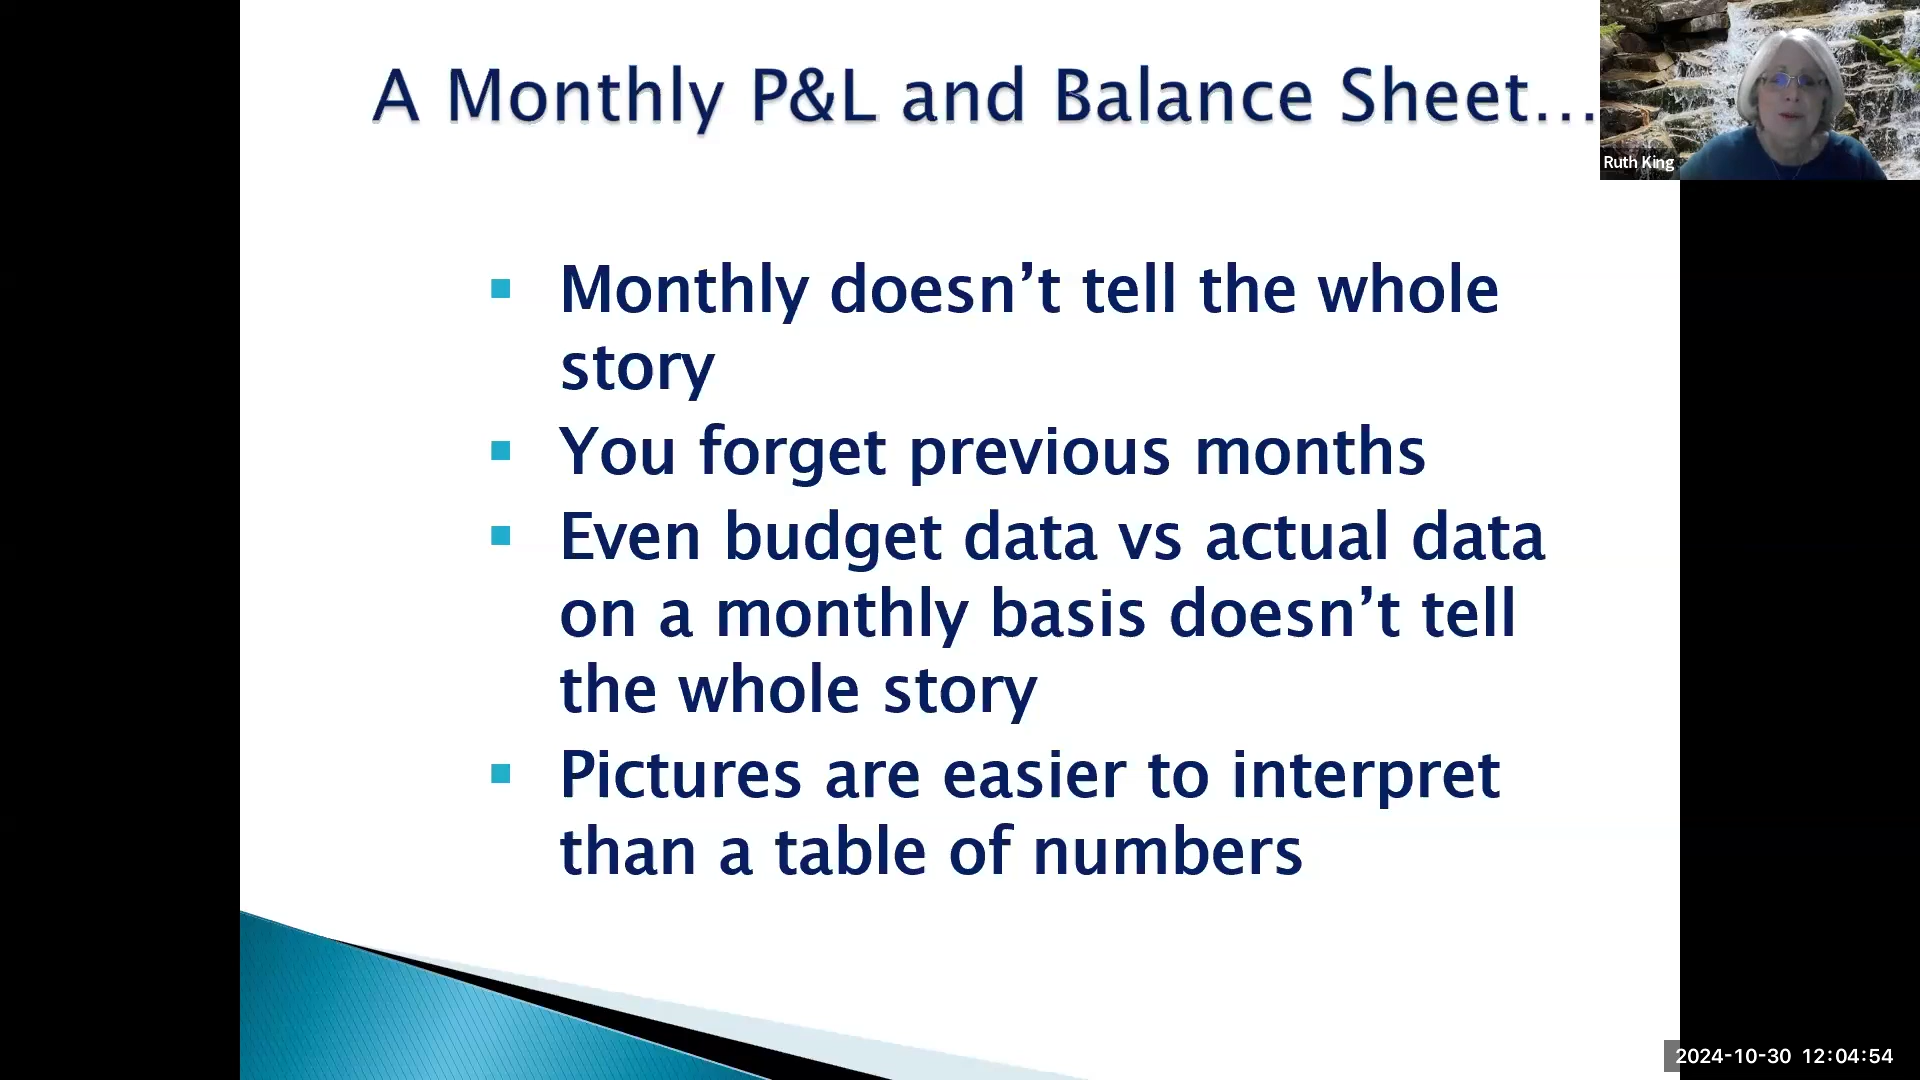 A Monthly P&L and Balance Sheet...
Ruth King
Monthly doesn’t tell the whole
story
You forget previous months
Even budget data vs actual data
on a monthly basis doesn’t tell
the whole story
Pictures are easier to interpret
than a table of numbers
2024-10-30 12:04:54